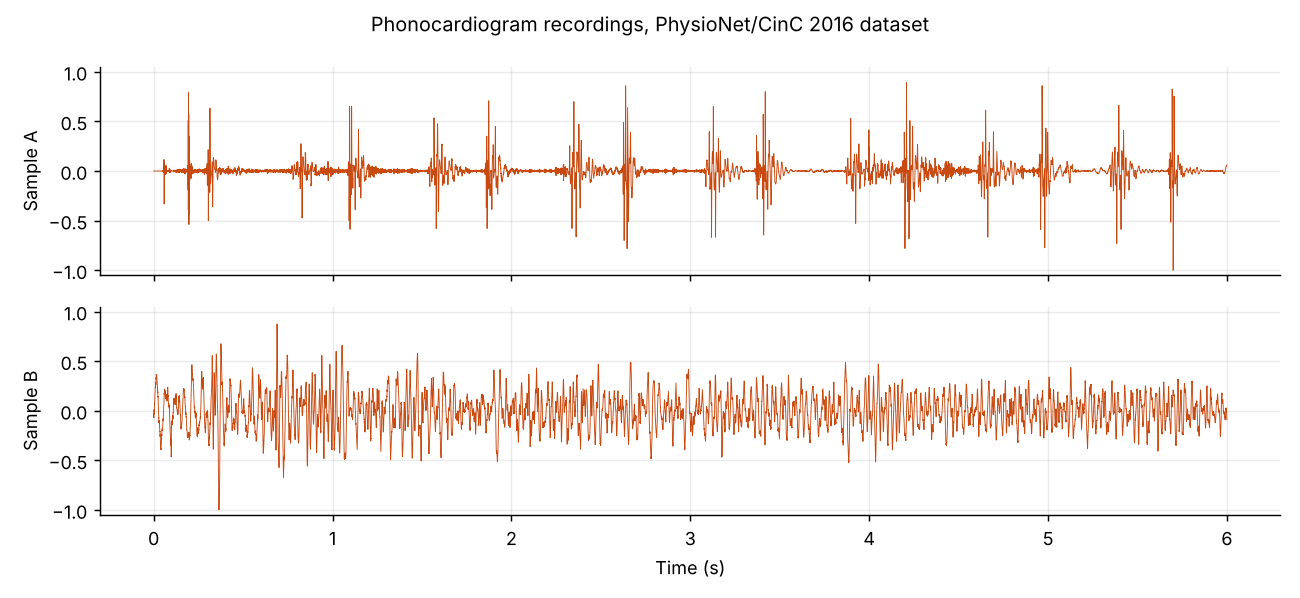 Phonocardiogram recordings, PhysioNet/CinC 2016 dataset
Sample A
1.0
0.5
0.0
−0.5
−1.0
Sample B
1.0
0.5
0.0
−0.5
−1.0
0 1 2 3 4 5 6
Time (s)